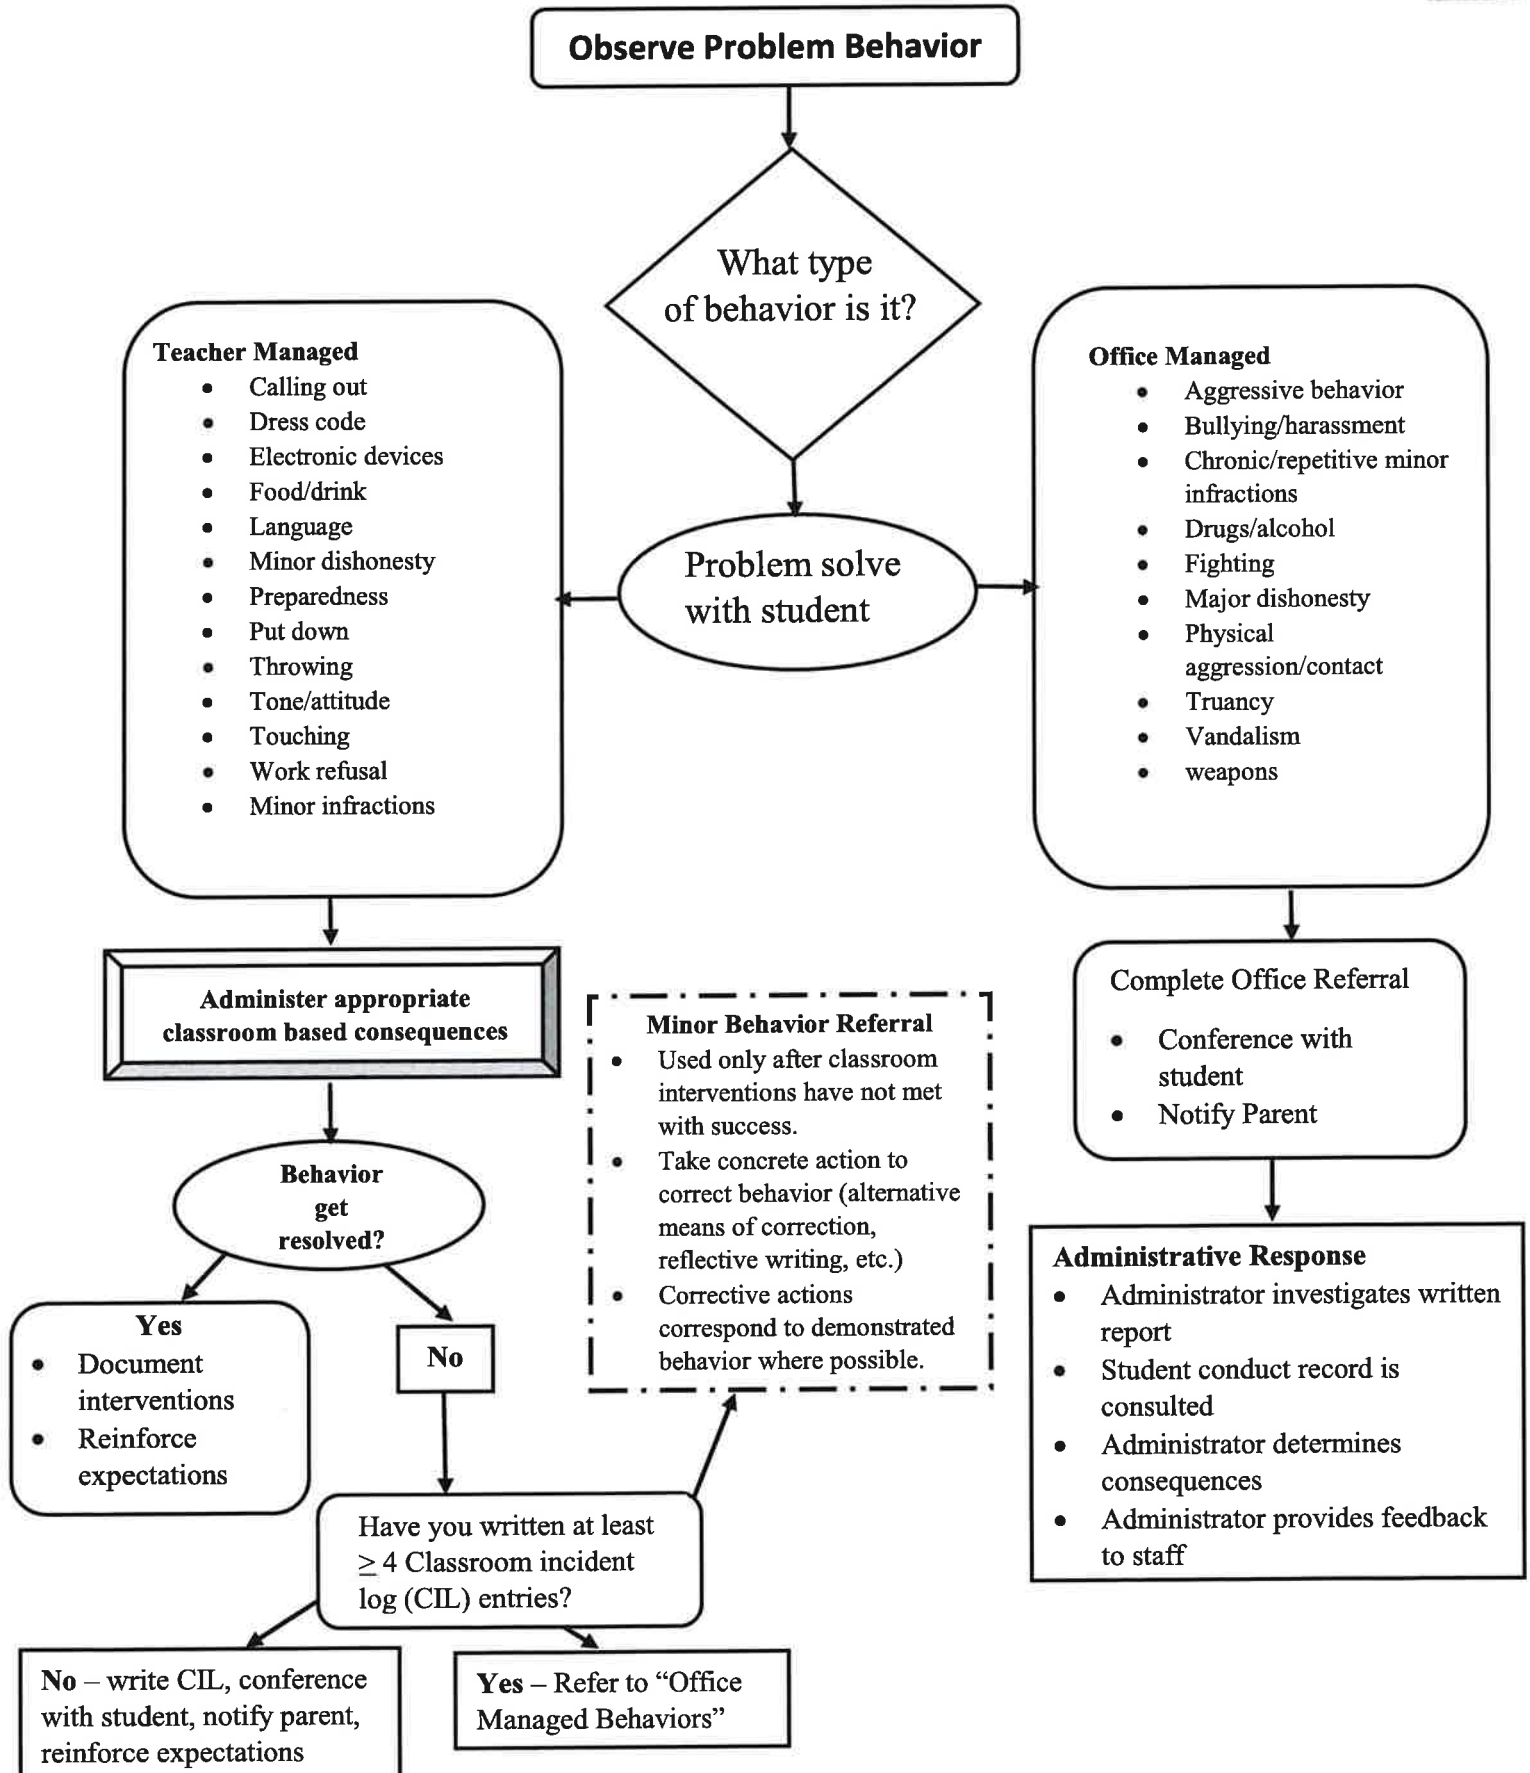 Observe Problem Behavior
What type
of behavior is it?
Problem solve
with student
Teacher Managed
• Calling out
• Dress code
• Electronic devices
• Food/drink
• Language
• Minor dishonesty
• Preparedness
• Put down
• Throwing
• Tone/attitude
• Touching
• Work refusal
• Minor infractions
Office Managed
• Aggressive behavior
• Bullying/harassment
• Chronic/repetitive minor
infractions
• Drugs/alcohol
• Fighting
• Major dishonesty
• Physical
aggression/contact
• Truancy
• Vandalism
• weapons
Administer appropriate
classroom based consequences
Behavior
get
resolved?
Yes
• Document
interventions
• Reinforce
expectations
No
Have you written at least
≥ 4 Classroom incident
log (CIL) entries?
No – write CIL, conference
with student, notify parent,
reinforce expectations
Yes – Refer to “Office
Managed Behaviors”
Minor Behavior Referral
• Used only after classroom
interventions have not met
with success.
• Take concrete action to
correct behavior (alternative
means of correction,
reflective writing, etc.)
• Corrective actions
correspond to demonstrated
behavior where possible.
Complete Office Referral
• Conference with
student
• Notify Parent
Administrative Response
• Administrator investigates written
report
• Student conduct record is
consulted
• Administrator determines
consequences
• Administrator provides feedback
to staff